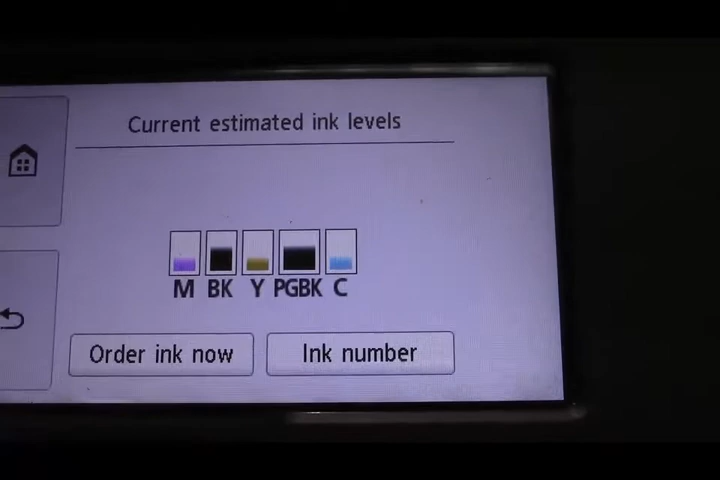 Current estimated ink levels
M BK Y PGBK C
Order ink now Ink number